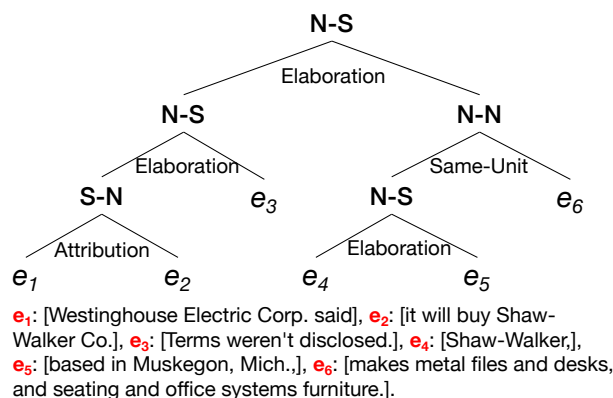 N-S
Elaboration
N-S N-N
Elaboration Same-Unit
S-N e3 N-S e6
Attribution Elaboration
e1 e2 e4 e5
e1: [Westinghouse Electric Corp. said], e2: [it will buy Shaw-
Walker Co.], e3: [Terms weren't disclosed.], e4: [Shaw-Walker,],
e5: [based in Muskegon, Mich.,], e6: [makes metal files and desks,
and seating and office systems furniture.].